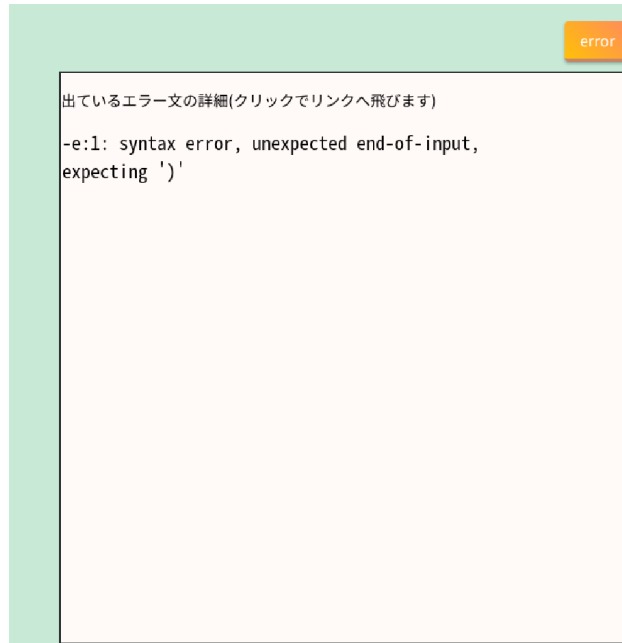 error
出ているエラー文の詳細(クリックでリンクへ飛びます)
-e:1: syntax error, unexpected end-of-input,
expecting ')'